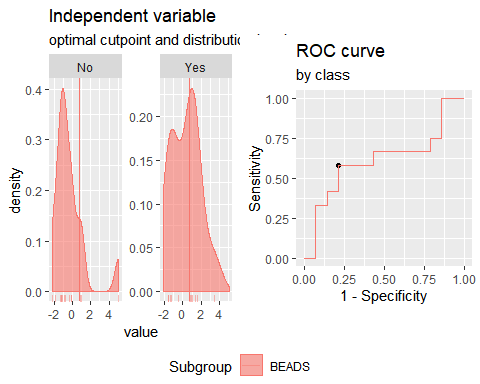 Independent variable
optimal cutpoint and distributio
No
Yes
density
0.4
0.3
0.2
0.1
0.0
0.20
0.15
0.10
0.05
0.00
-2 0 2 4
-2 0 2 4
value
ROC curve
by class
Sensitivity
1.00
0.75
0.50
0.25
0.00
0.00 0.25 0.50 0.75 1.00
1 - Specificity
Subgroup BEADS